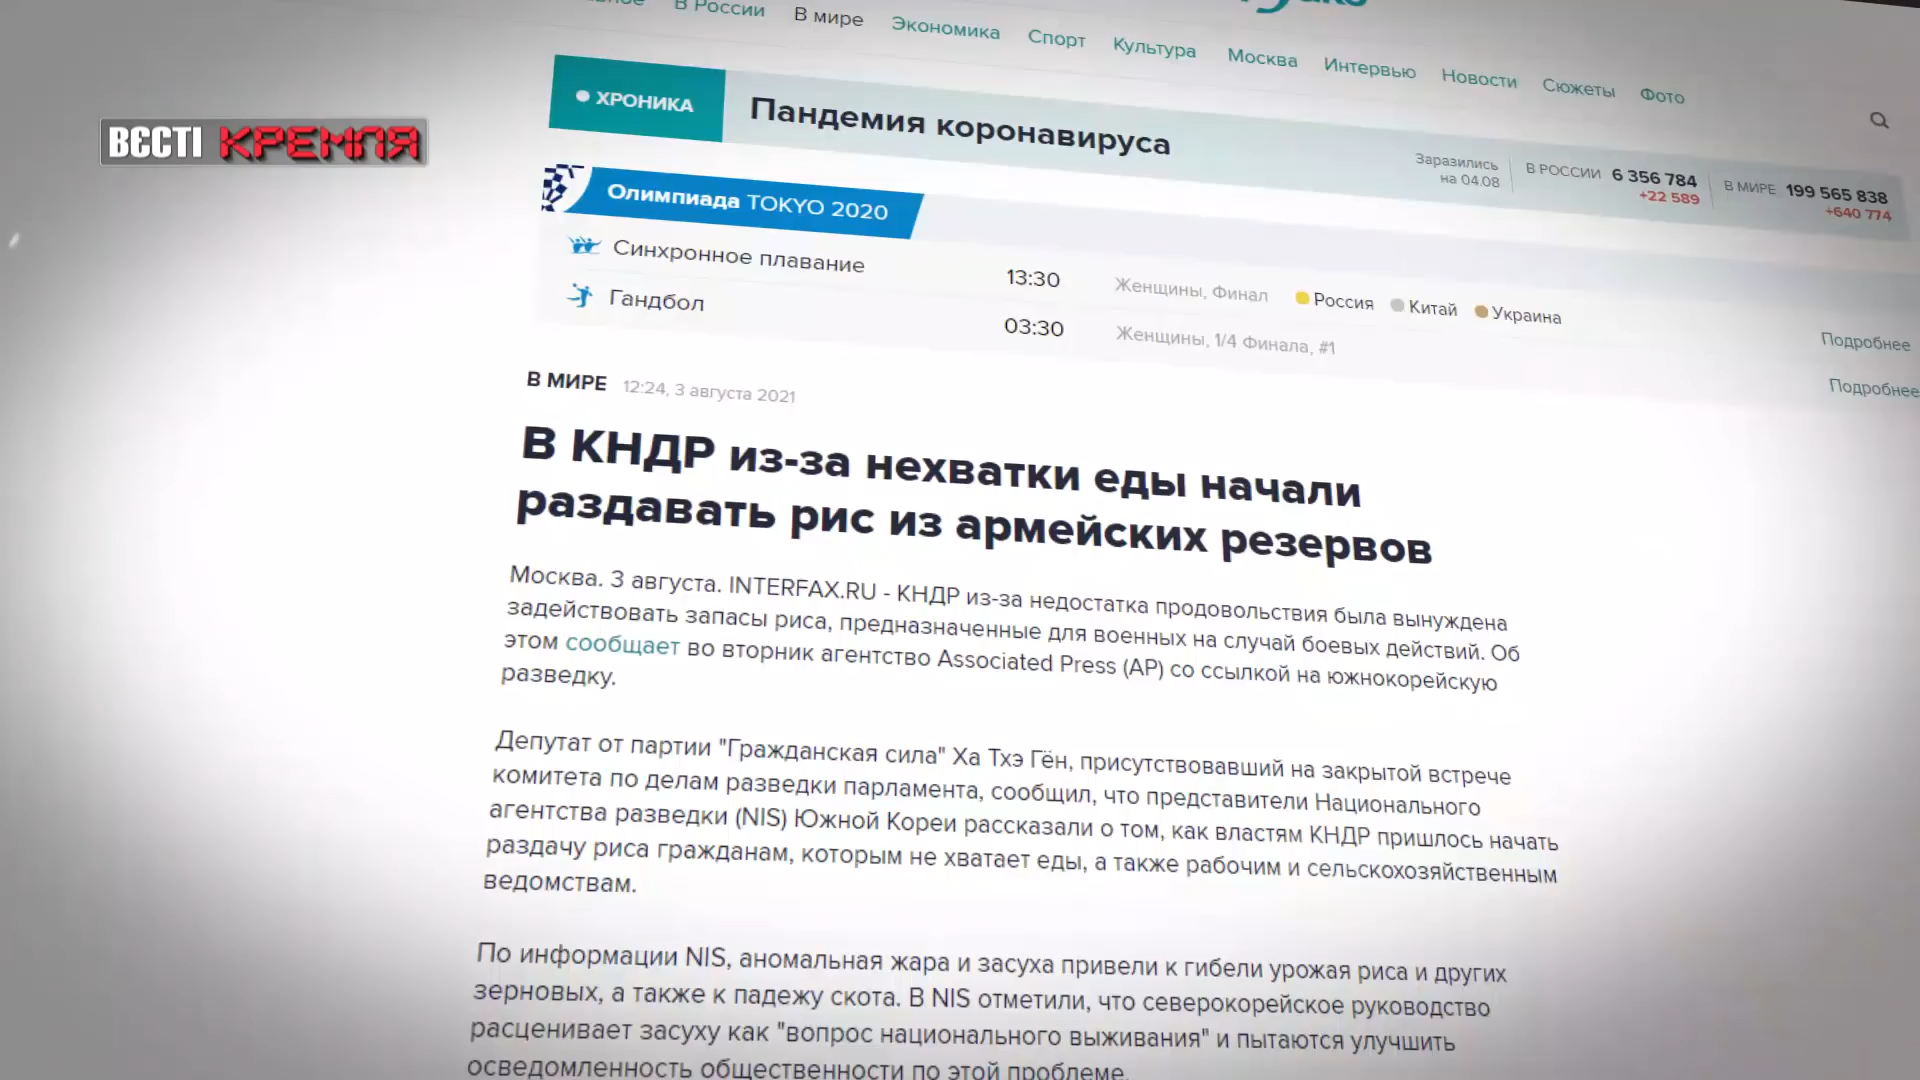 В России
В мире
Экономика
Спорт
Культура
Москва
Интервью
Новости
Сюжеты
Фото
ВЄСТІ КРЕМЛЯ
ХРОНИКА
Пандемия коронавируса
Заразились
на 04.08
В РОССИИ 6 356 784
+22 589
В МИРЕ 199 565 838
+640 774
Олимпиада TOKYO 2020
Синхронное плавание 13:30 Женщины, Финал Россия Китай Украина Подробнее
Гандбол 03:30 Женщины, 1/4 Финала, #1 Подробнее
В МИРЕ 12:24, 3 августа 2021
В КНДР из-за нехватки еды начали
раздавать рис из армейских резервов
Москва. 3 августа. INTERFAX.RU - КНДР из-за недостатка продовольствия была вынуждена
задействовать запасы риса, предназначенные для военных на случай боевых действий. Об
этом сообщает во вторник агентство Associated Press (AP) со ссылкой на южнокорейскую
разведку.
Депутат от партии "Гражданская сила" Ха Тхэ Гён, присутствовавший на закрытой встрече
комитета по делам разведки парламента, сообщил, что представители Национального
агентства разведки (NIS) Южной Кореи рассказали о том, как властям КНДР пришлось начать
раздачу риса гражданам, которым не хватает еды, а также рабочим и сельскохозяйственным
ведомствам.
По информации NIS, аномальная жара и засуха привели к гибели урожая риса и других
зерновых, а также к падежу скота. В NIS отметили, что северокорейское руководство
расценивает засуху как "вопрос национального выживания" и пытаются улучшить
осведомленность общественности по этой проблеме.